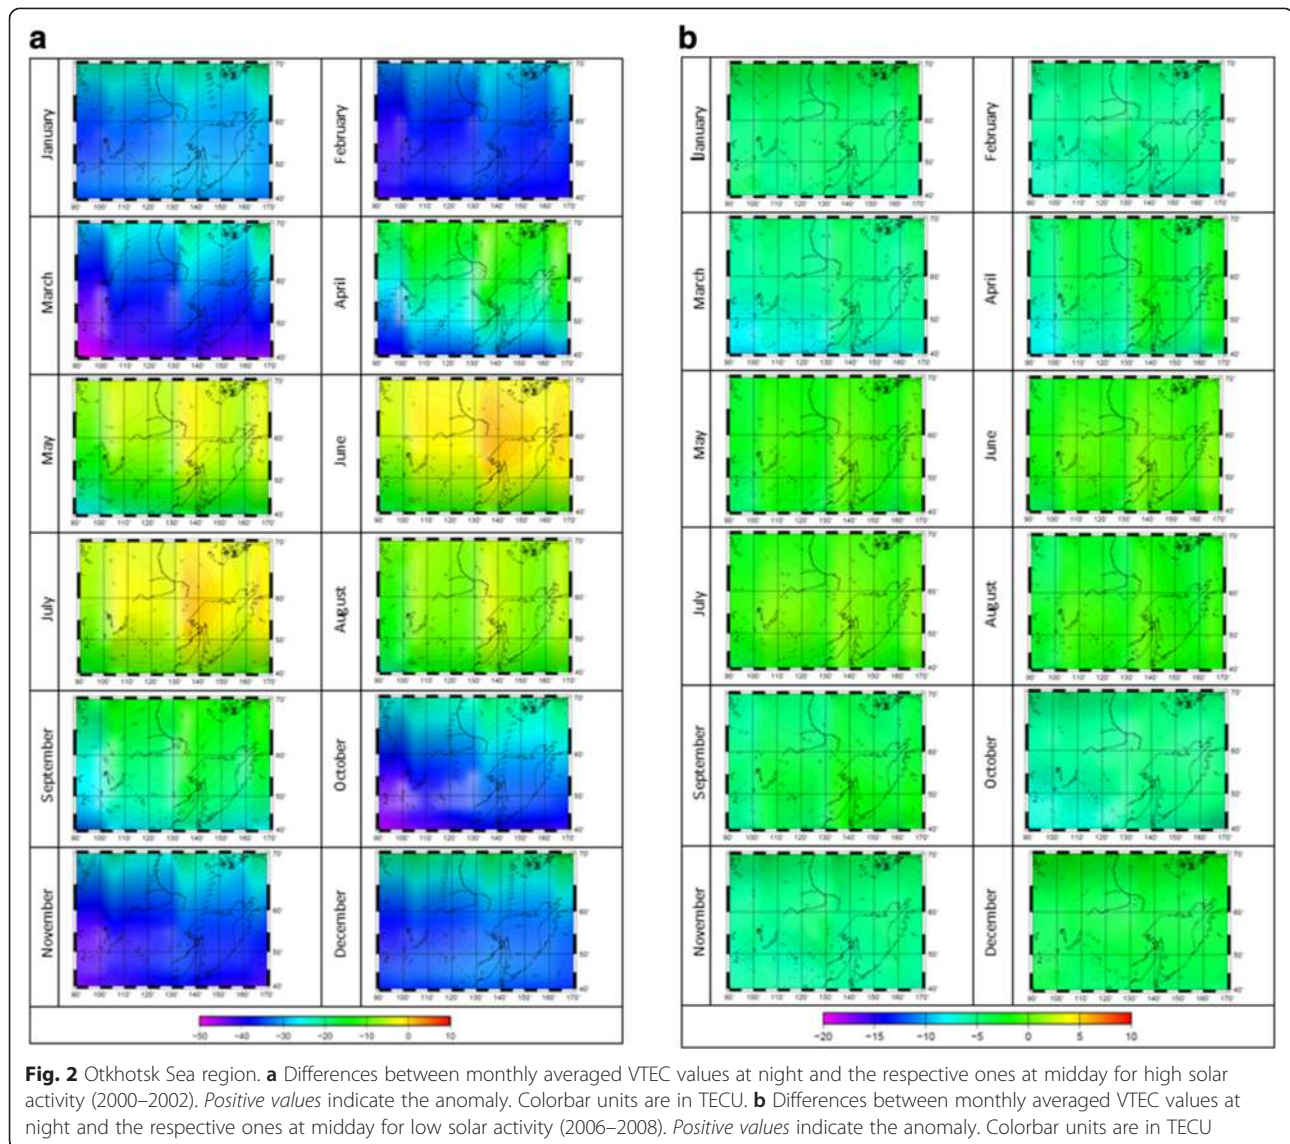 a
b
January
February
March
April
May
June
July
August
September
October
November
December
−50 −40 −30 −20 −10 0 10
January
February
March
April
May
June
July
August
September
October
November
December
−20 −15 −10 −5 0 5 10
Fig. 2 Otkhotsk Sea region. a Differences between monthly averaged VTEC values at night and the respective ones at midday for high solar
activity (2000–2002). Positive values indicate the anomaly. Colorbar units are in TECU. b Differences between monthly averaged VTEC values at
night and the respective ones at midday for low solar activity (2006–2008). Positive values indicate the anomaly. Colorbar units are in TECU